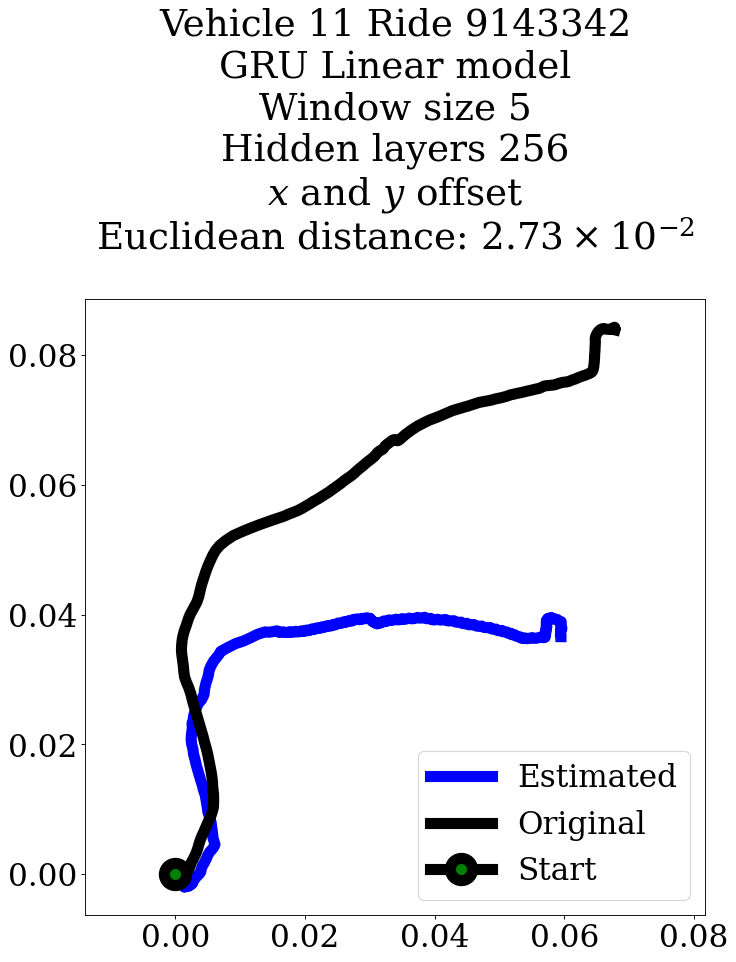 Vehicle 11 Ride 9143342
GRU Linear model
Window size 5
Hidden layers 256
x and y offset
Euclidean distance: 2.73 × 10⁻²
0.08
0.06
0.04
0.02
0.00
Estimated
Original
Start
0.00 0.02 0.04 0.06 0.08